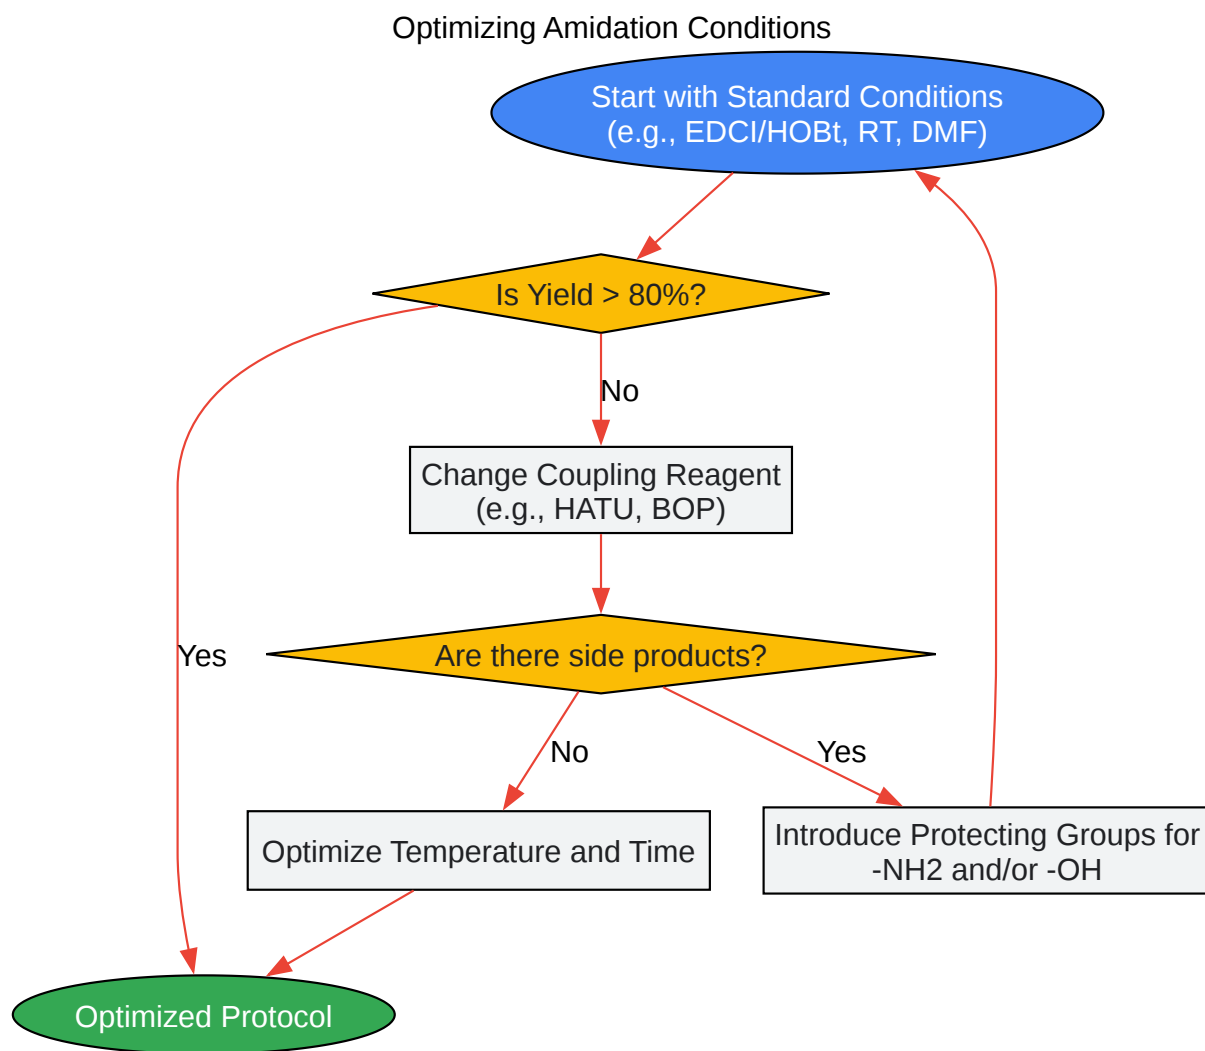 Optimizing Amidation Conditions
Start with Standard Conditions
(e.g., EDCI/HOBt, RT, DMF)
Is Yield > 80%?
No
Change Coupling Reagent
(e.g., HATU, BOP)
Yes
Are there side products?
No
Yes
Optimize Temperature and Time
Introduce Protecting Groups for
-NH2 and/or -OH
Optimized Protocol